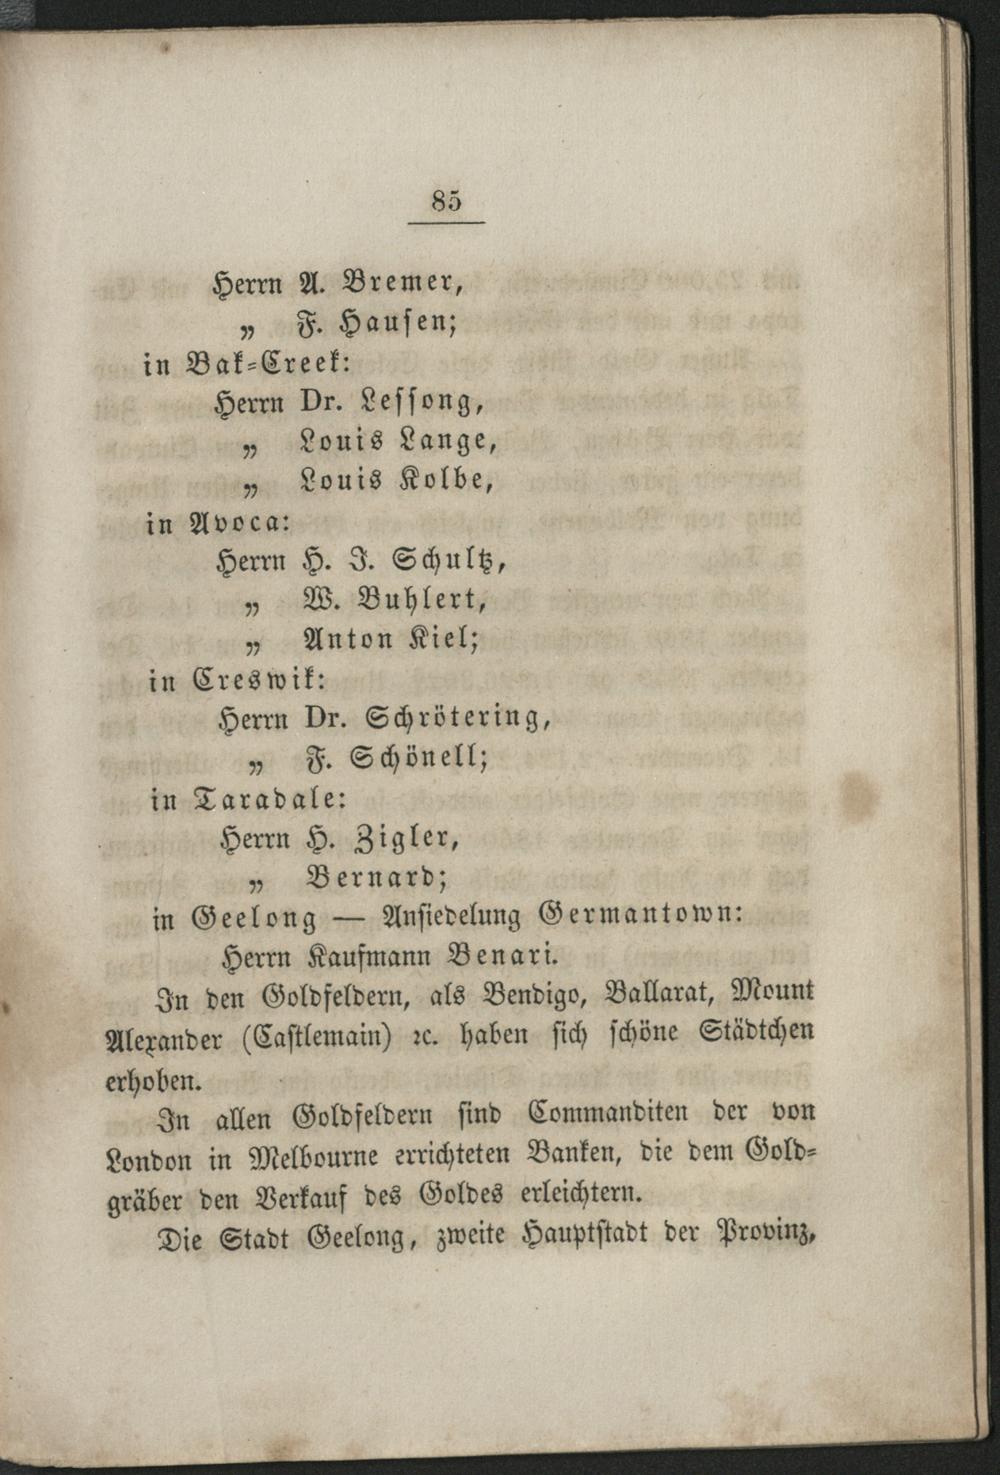 85
Herrn A. Bremer,
„ F. Hausen;
in Bak-Creek:
Herrn Dr. Lessong,
„ Louis Lange,
„ Louis Kolbe,
in Avoca:
Herrn H. J. Schultz,
„ W. Buhlert,
„ Anton Kiel;
in Creswik:
Herrn Dr. Schrötering,
„ F. Schönell;
in Taradale:
Herrn H. Zigler,
„ Bernard;
in Geelong — Ansiedelung Germantown:
Herrn Kaufmann Benari.
In den Goldfeldern, als Bendigo, Ballarat, Mount
Alexander (Castlemain) ꝛc. haben sich schöne Städtchen
erhoben.
In allen Goldfeldern sind Commanditen der von
London in Melbourne errichteten Banken, die dem Gold-
gräber den Verkauf des Goldes erleichtern.
Die Stadt Geelong, zweite Hauptstadt der Provinz,